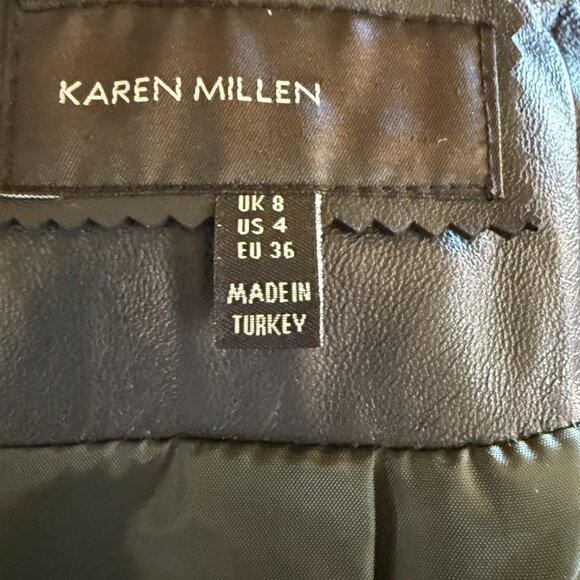 KAREN MILLEN
UK 8
US 4
EU 36
MADE IN
TURKEY